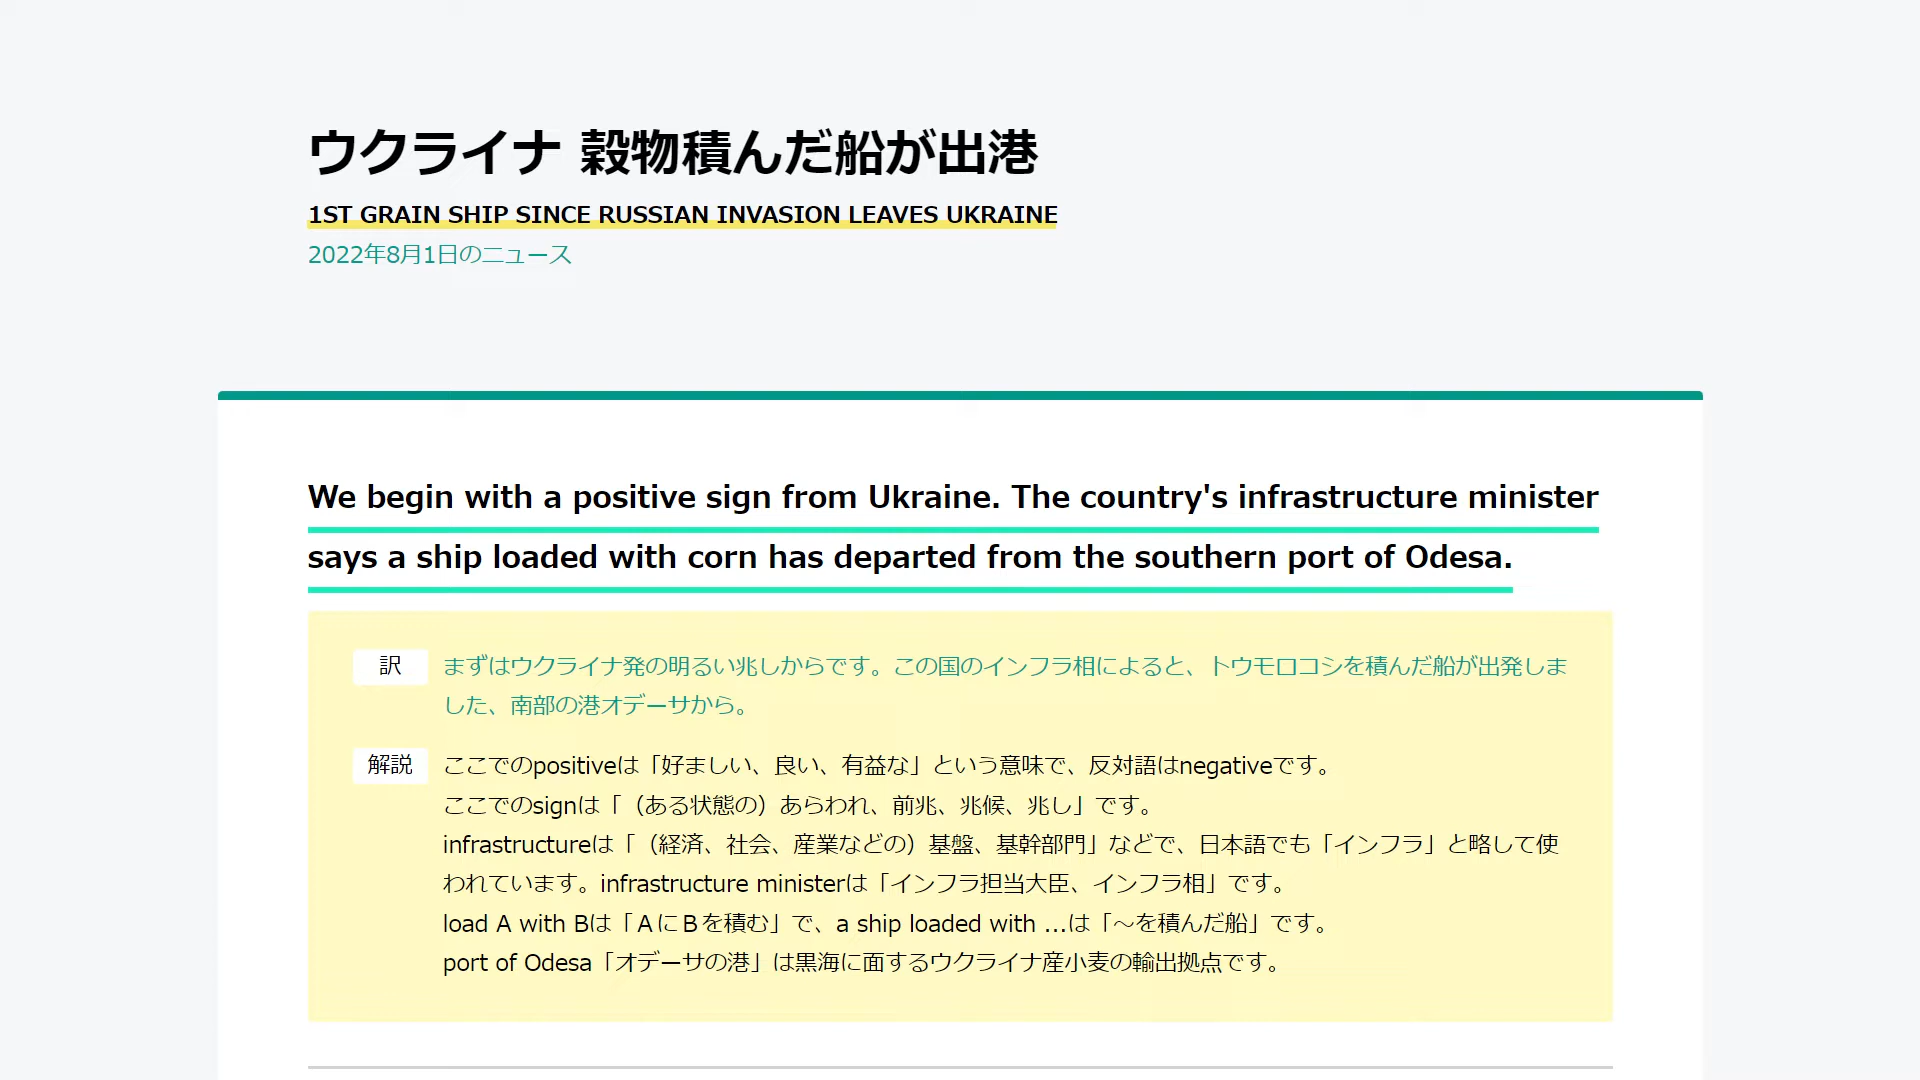 ウクライナ 穀物積んだ船が出港
1ST GRAIN SHIP SINCE RUSSIAN INVASION LEAVES UKRAINE
2022年8月1日のニュース
We begin with a positive sign from Ukraine. The country's infrastructure minister
says a ship loaded with corn has departed from the southern port of Odesa.
訳 まずはウクライナ発の明るい兆しからです。この国のインフラ相によると、トウモロコシを積んだ船が出発しま
した、南部の港オデーサから。
解説 ここでのpositiveは「好ましい、良い、有益な」という意味で、反対語はnegativeです。
ここでのsignは「（ある状態の）あらわれ、前兆、兆候、兆し」です。
infrastructureは「（経済、社会、産業などの）基盤、基幹部門」などで、日本語でも「インフラ」と略して使
われています。infrastructure ministerは「インフラ担当大臣、インフラ相」です。
load A with Bは「ＡにＢを積む」で、a ship loaded with ...は「～を積んだ船」です。
port of Odesa「オデーサの港」は黒海に面するウクライナ産小麦の輸出拠点です。